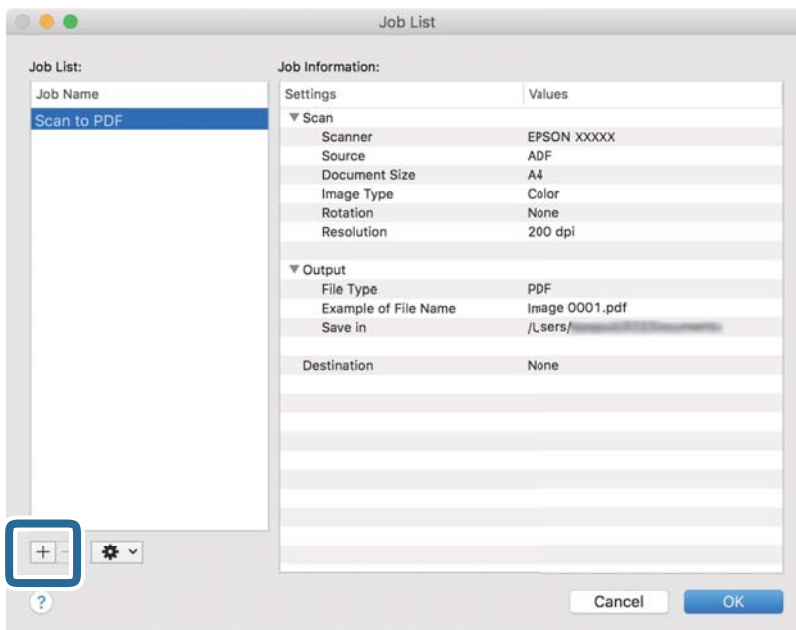 Job List
Job List:
Job Information:
Job Name
Scan to PDF
Settings Values
Scan
Scanner EPSON XXXXX
Source ADF
Document Size A4
Image Type Color
Rotation None
Resolution 200 dpi
Output
File Type PDF
Example of File Name Image 0001.pdf
Save in /Users/
Destination None
+ -
?
Cancel OK